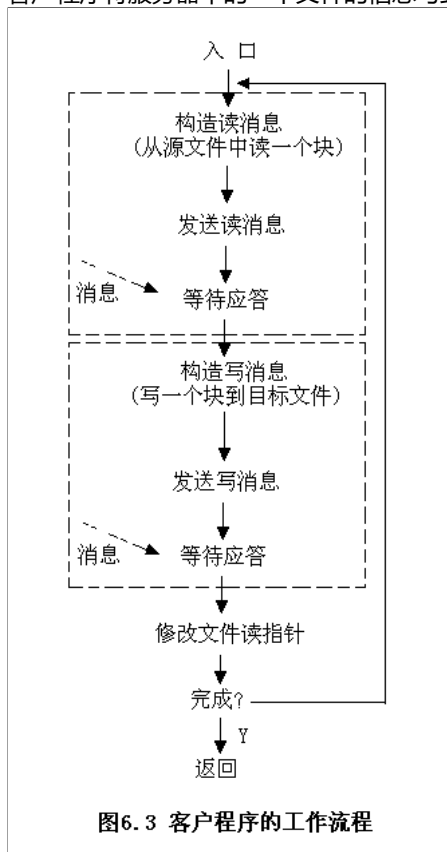 入 口
构造读消息
(从源文件中读一个块)
发送读消息
消息
等待应答
构造写消息
(写一个块到目标文件)
发送写消息
消息
等待应答
修改文件读指针
完成?
Y
返回
图6.3 客户程序的工作流程